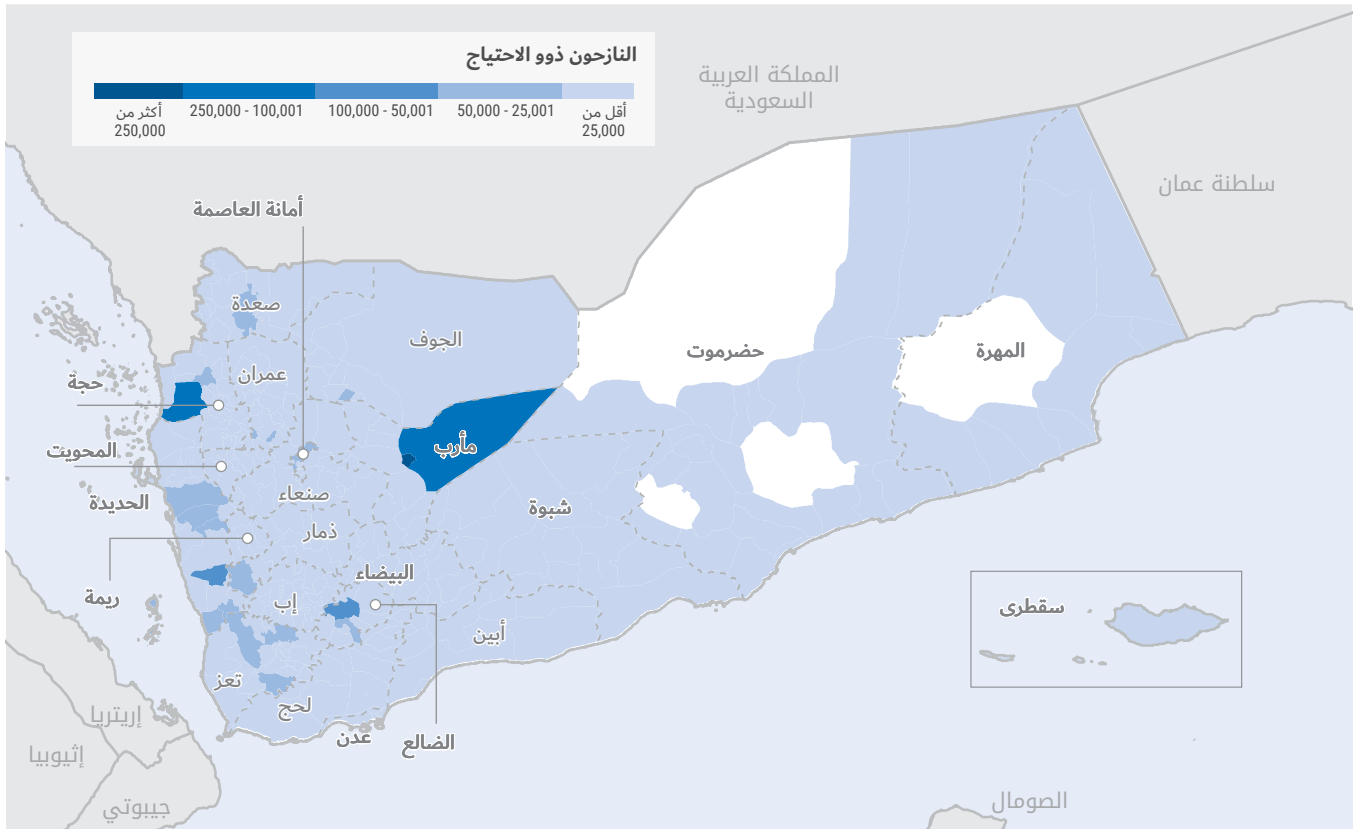 النازحون ذوو الاحتياج
أقل من
25,000
25,001 - 50,000
50,001 - 100,000
100,001 - 250,000
أكثر من
250,000
المملكة العربية
السعودية
سلطنة عمان
أمانة العاصمة
صعدة
الجوف
حضرموت
المهرة
عمران
حجة
مأرب
المحويت
صنعاء
الحديدة
شبوة
ذمار
البيضاء
ريمة
إب
سقطرى
أبين
تعز
لحج
عدن
الضالع
إريتريا
إثيوبيا
جيبوتي
الصومال